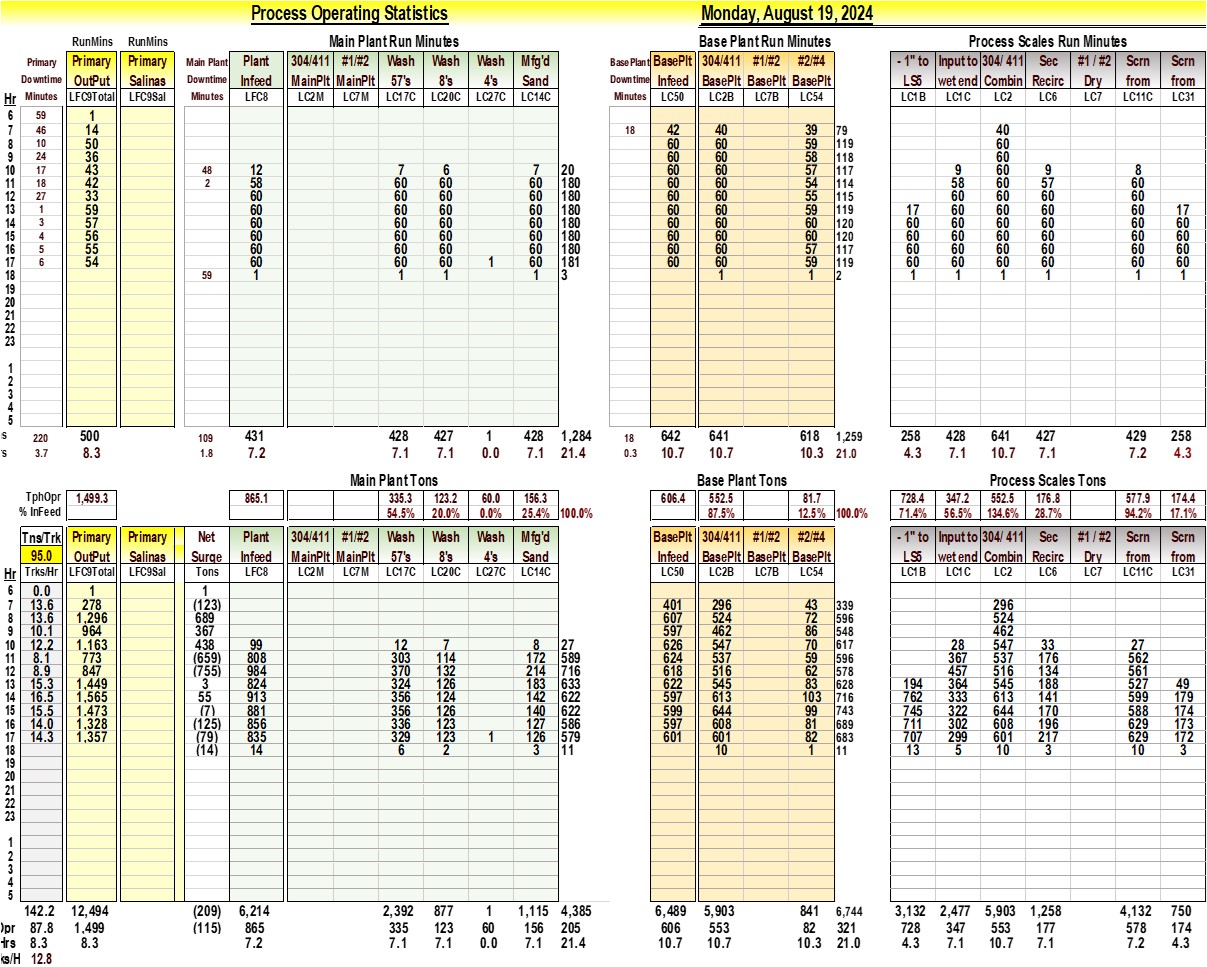 Process Operating Statistics Monday, August 19, 2024
RunMins RunMins Main Plant Run Minutes Base Plant Run Minutes Process Scales Run Minutes
Primary Primary Primary Main Plant Plant 304/411 #1/#2 Wash Wash Wash Mfg'd Base Plant BasePlt 304/411 #1/#2 #2/#4 - 1" to Input to 304/ 411 Sec #1 / #2 Scrn Scrn
Downtime OutPut Salinas Downtime Infeed MainPlt MainPlt 57's 8's 4's Sand Downtime Infeed BasePlt BasePlt BasePlt LS5 wet end Combin Recirc Dry from from
Hr Minutes LFC9Total LFC9Sal Minutes LFC8 LC2M LC7M LC17C LC20C LC27C LC14C Minutes LC50 LC2B LC7B LC54 LC1B LC1C LC2 LC6 LC7 LC11C LC31
6 59 1
7 46 14 18 42 40 39 79 40
8 10 50 60 60 59 119 60
9 24 36 60 60 58 118 60
10 17 43 48 12 7 6 7 20 60 60 57 117 9 60 9 8
11 18 42 2 58 60 60 60 180 60 60 54 114 58 60 57 60
12 27 33 60 60 60 60 180 60 60 55 115 60 60 60 60
13 1 59 60 60 60 60 180 60 60 59 119 17 60 60 60 60 17
14 3 57 60 60 60 60 180 60 60 60 120 60 60 60 60 60 60
15 4 56 60 60 60 60 180 60 60 60 120 60 60 60 60 60 60
16 5 55 60 60 60 60 180 60 60 57 117 60 60 60 60 60 60
17 6 54 60 60 60 1 60 181 60 60 59 119 60 60 60 60 60 60
18 59 1 1 1 1 3 1 1 2 1 1 1 1 1 1
19
20
21
22
23
1
2
3
4
5
s 220 500 109 431 428 427 1 428 1,284 18 642 641 618 1,259 258 428 641 427 429 258
s 3.7 8.3 1.8 7.2 7.1 7.1 0.0 7.1 21.4 0.3 10.7 10.7 10.3 21.0 4.3 7.1 10.7 7.1 7.2 4.3
Main Plant Tons Base Plant Tons Process Scales Tons
TphOpr 1,499.3 865.1 335.3 123.2 60.0 156.3 606.4 552.5 81.7 728.4 347.2 552.5 176.8 577.9 174.4
% InFeed 54.5% 20.0% 0.0% 25.4% 100.0% 87.5% 12.5% 100.0% 71.4% 56.5% 134.6% 28.7% 94.2% 17.1%
Tns/Trk Primary Primary Net Plant 304/411 #1/#2 Wash Wash Wash Mfg'd BasePlt 304/411 #1/#2 #2/#4 - 1" to Input to 304/ 411 Sec #1 / #2 Scrn Scrn
95.0 OutPut Salinas Surge Infeed MainPlt MainPlt 57's 8's 4's Sand Infeed BasePlt BasePlt BasePlt LS5 wet end Combin Recirc Dry from from
Hr Trks/Hr LFC9Total LFC9Sal Tons LFC8 LC2M LC7M LC17C LC20C LC27C LC14C LC50 LC2B LC7B LC54 LC1B LC1C LC2 LC6 LC7 LC11C LC31
6 0.0 1 1
7 13.6 278 (123) 401 296 43 339 296
8 13.6 1,296 689 607 524 72 596 524
9 10.1 964 367 597 462 86 548 462
10 12.2 1,163 438 99 12 7 8 27 626 547 70 617 28 547 33 27
11 8.1 773 (659) 808 303 114 172 589 624 537 59 596 367 537 176 562
12 8.9 847 (755) 984 370 132 214 716 618 516 62 578 457 516 134 561
13 15.3 1,449 3 824 324 126 183 633 622 545 83 628 194 364 545 188 527 49
14 16.5 1,565 55 913 356 124 142 622 597 613 103 716 762 333 613 141 599 179
15 15.5 1,473 (7) 881 356 126 140 622 599 644 99 743 745 322 644 170 588 174
16 14.0 1,328 (125) 856 336 123 127 586 597 608 81 689 711 302 608 196 629 173
17 14.3 1,357 (79) 835 329 123 1 126 579 601 601 82 683 707 299 601 217 629 172
18 (14) 14 6 2 3 11 10 1 11 13 5 10 3 10 3
19
20
21
22
23
1
2
3
4
5
142.2 12,494 (209) 6,214 2,392 877 1 1,115 4,385 6,489 5,903 841 6,744 3,132 2,477 5,903 1,258 4,132 750
Opr 87.8 1,499 (115) 865 335 123 60 156 205 606 553 82 321 728 347 553 177 578 174
Hrs 8.3 8.3 7.2 7.1 7.1 0.0 7.1 21.4 10.7 10.7 10.3 21.0 4.3 7.1 10.7 7.1 7.2 4.3
ks/H 12.8